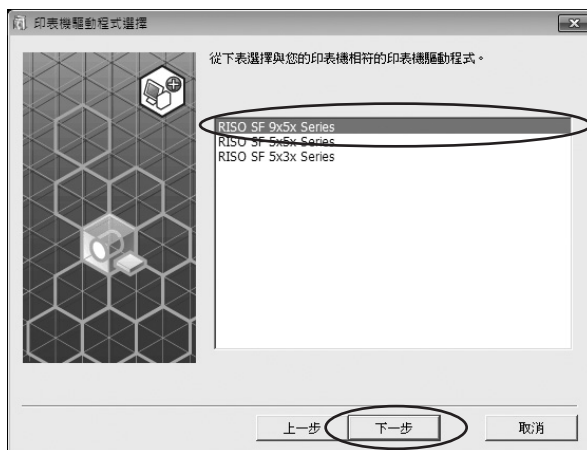 印表機驅動程式選擇
從下表選擇與您的印表機相符的印表機驅動程式。
RISO SF 9x5x Series
RISO SF 5x5x Series
RISO SF 5x3x Series
上一步 下一步 取消